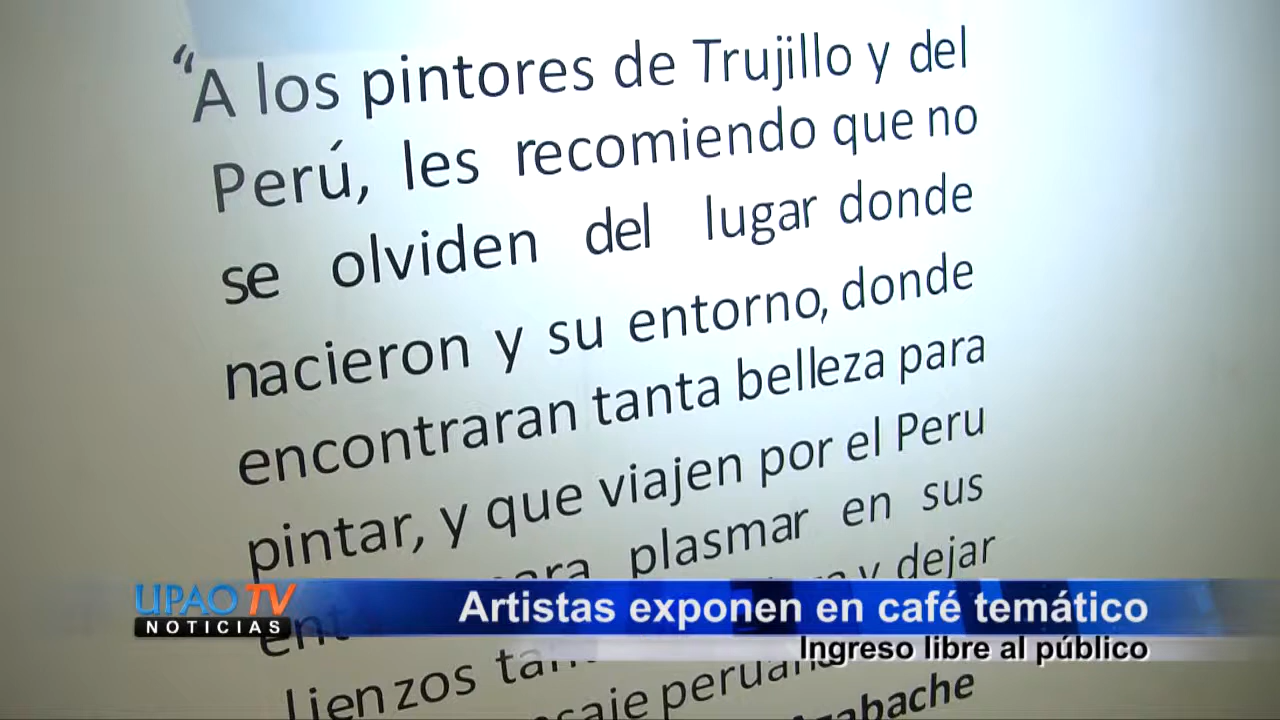 “A los pintores de Trujillo y del
Perú, les recomiendo que no
se olviden del lugar donde
nacieron y su entorno, donde
encontraran tanta belleza para
pintar, y que viajen por el Peru
plasmar en sus
y dejar
lienzos
UPAO TV
NOTICIAS
Artistas exponen en café temático
Ingreso libre al público